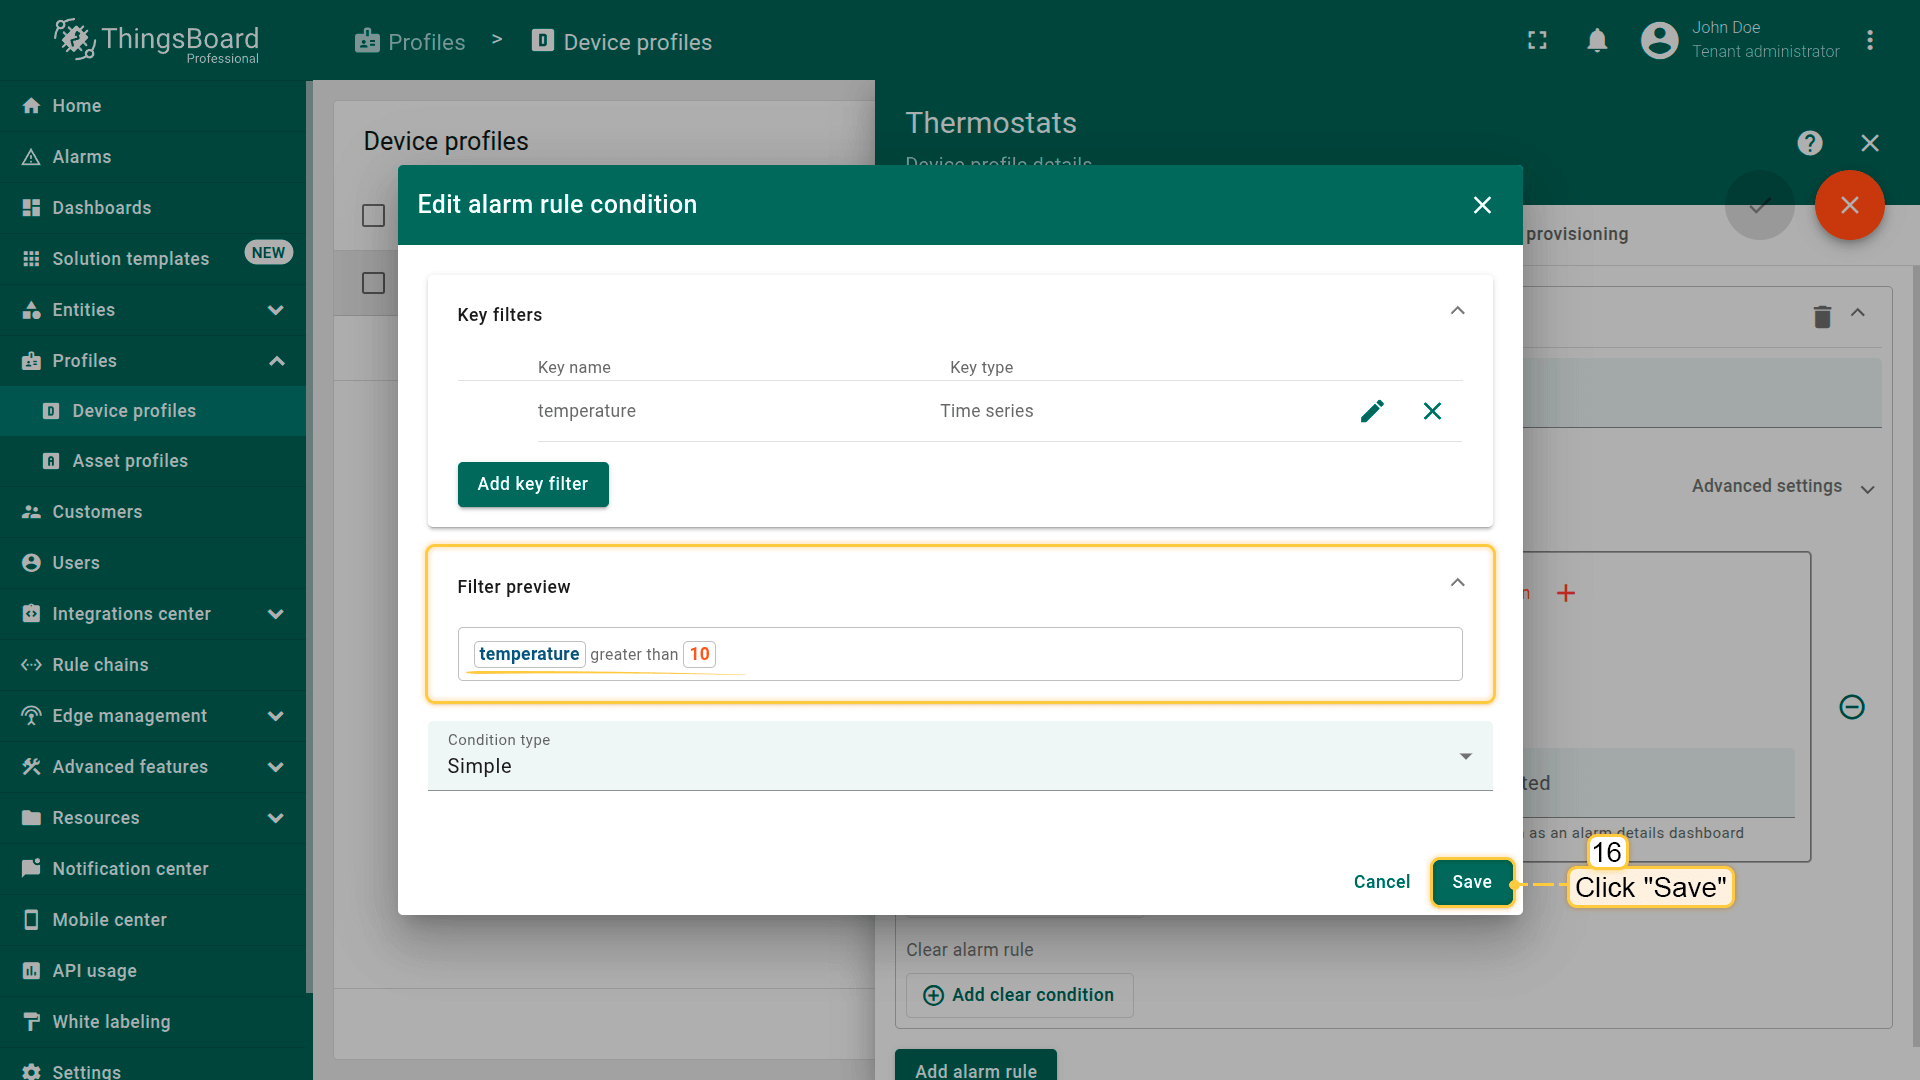 ThingsBoard
Professional
Profiles > Device profiles
John Doe
Tenant administrator
Home
Alarms
Dashboards
Solution templates NEW
Entities
Profiles
Device profiles
Asset profiles
Customers
Users
Integrations center
Rule chains
Edge management
Advanced features
Resources
Notification center
Mobile center
API usage
White labeling
Settings
Device profiles
Thermostats
Device profile details
provisioning
Advanced settings
Edit alarm rule condition
Key filters
Key name Key type
temperature Time series
Add key filter
Filter preview
temperature greater than 10
Condition type
Simple
Cancel Save
16
Click "Save"
as an alarm details dashboard
Clear alarm rule
Add clear condition
Add alarm rule